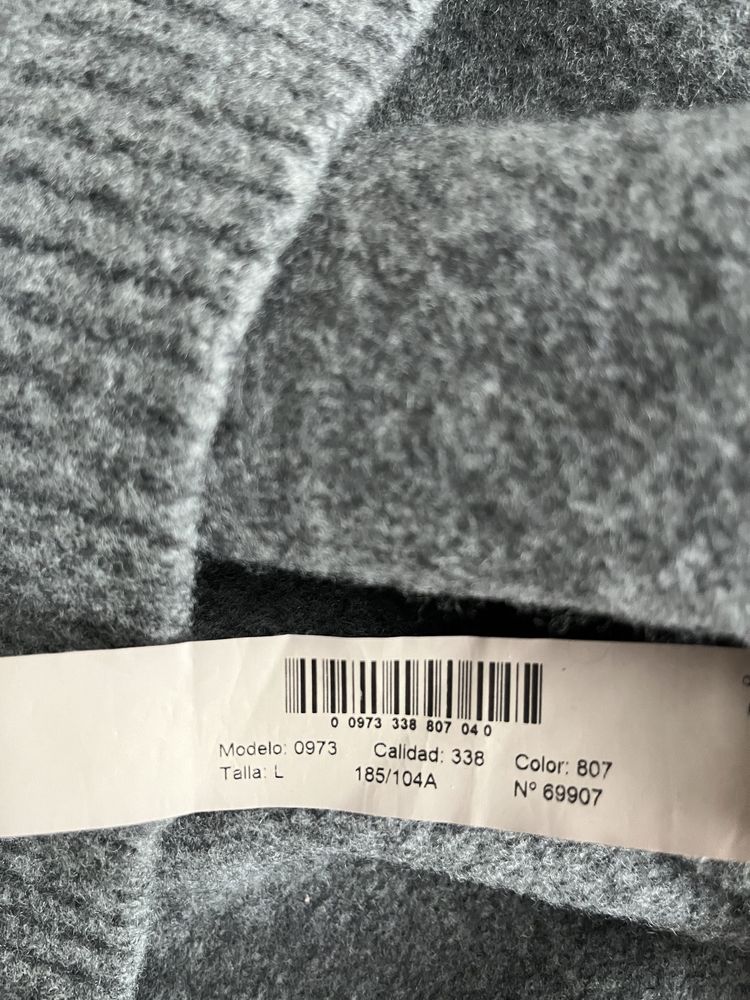 0 0973 338 807 04 0
Modelo: 0973 Calidad: 338 Color: 807
Talla: L 185/104A Nº 69907